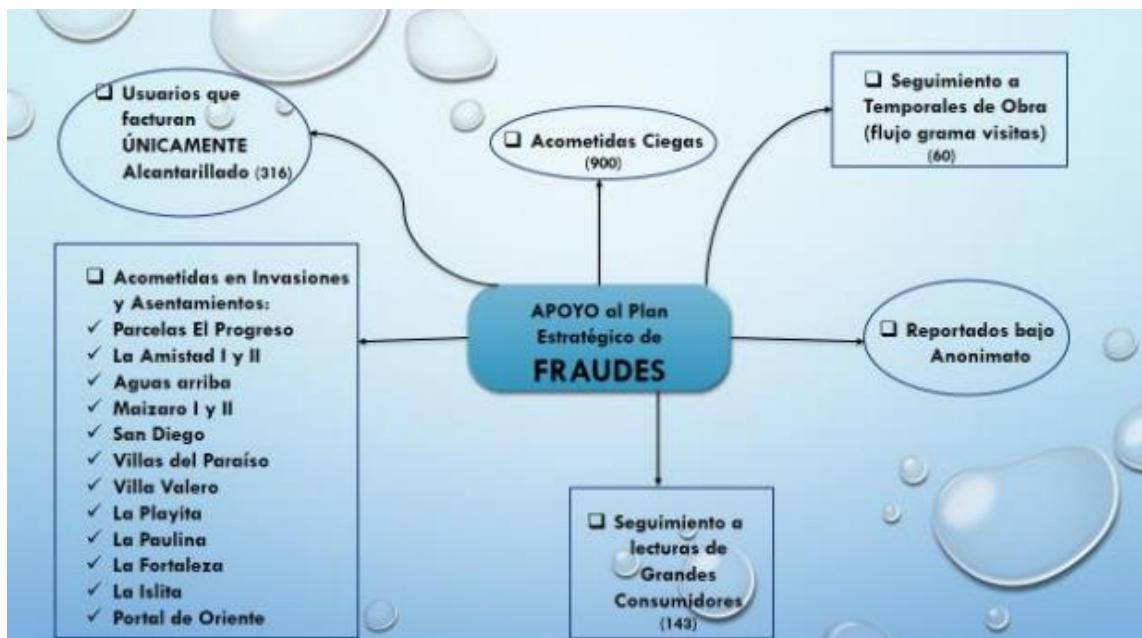 ❑ Usuarios que
facturan
ÚNICAMENTE
Alcantarillado (316)
❑ Acometidas Ciegas
(900)
❑ Seguimiento a
Temporales de Obra
(flujo grama visitas)
(60)
❑ Acometidas en Invasiones
y Asentamientos:
✓ Parcelas El Progreso
✓ La Amistad I y II
✓ Aguas arriba
✓ Maizaro I y II
✓ San Diego
✓ Villas del Paraíso
✓ Villa Valero
✓ La Playita
✓ La Paulina
✓ La Fortaleza
✓ La Islita
✓ Portal de Oriente
APOYO al Plan
Estratégico de
FRAUDES
❑ Reportados bajo
Anonimato
❑ Seguimiento a
lecturas de
Grandes
Consumidores
(143)